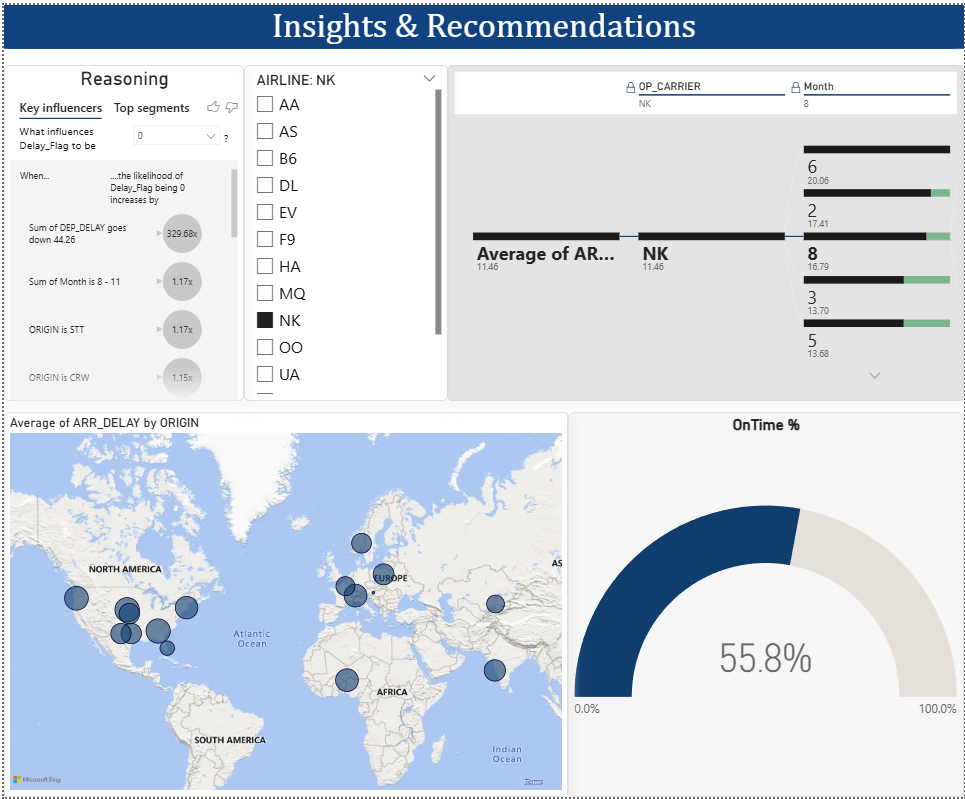 Insights & Recommendations
Reasoning
Key influencers Top segments
What influences
Delay_Flag to be
0
?
When...
....the likelihood of
Delay_Flag being 0
increases by
Sum of DEP_DELAY goes
down 44.26
329.68x
Sum of Month is 8 - 11
1.17x
ORIGIN is STT
1.17x
ORIGIN is CRW
1.15x
AIRLINE: NK
AA
AS
B6
DL
EV
F9
HA
MQ
NK
OO
UA
OP_CARRIER
NK
Month
8
Average of AR...
11.46
NK
11.46
6
20.06
2
17.41
8
16.79
3
13.70
5
13.68
Average of ARR_DELAY by ORIGIN
NORTH AMERICA
EUROPE
AS
Atlantic
Ocean
AFRICA
SOUTH AMERICA
Indian
Ocean
Microsoft Bing
Terms
OnTime %
55.8%
0.0%
100.0%